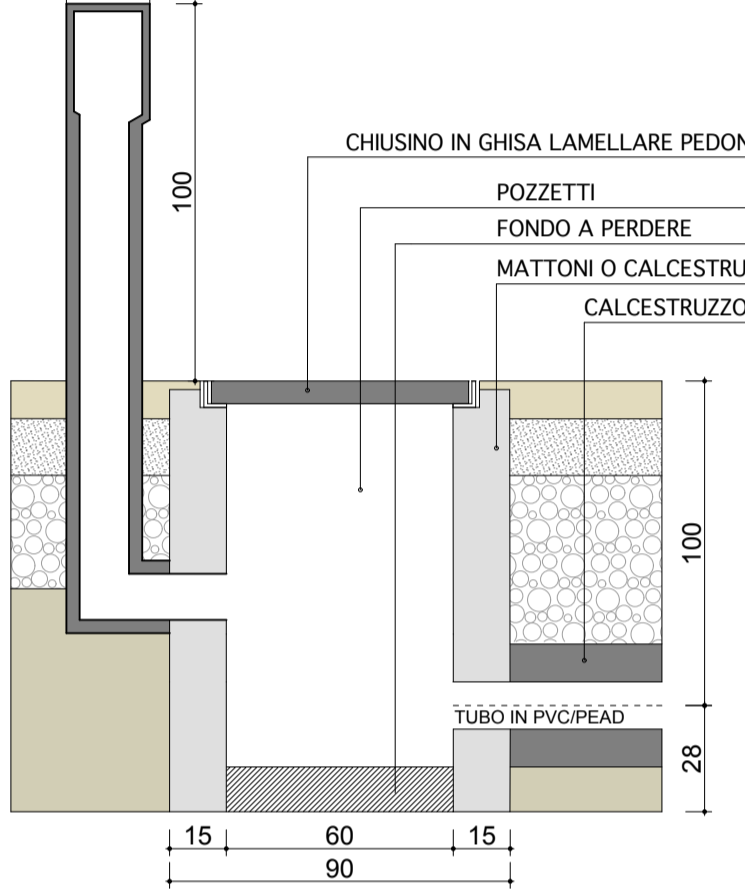 100
CHIUSINO IN GHISA LAMELLARE PEDON
POZZETTI
FONDO A PERDERE
MATTONI O CALCESTRU
CALCESTRUZZO
100
TUBO IN PVC/PEAD
28
15 60 15
90